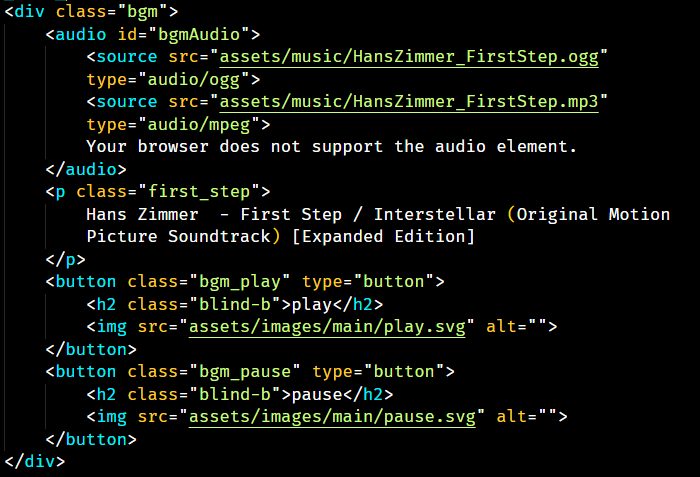 <div class="bgm">
<audio id="bgmAudio">
<source src="assets/music/HansZimmer_FirstStep.ogg"
type="audio/ogg">
<source src="assets/music/HansZimmer_FirstStep.mp3"
type="audio/mpeg">
Your browser does not support the audio element.
</audio>
<p class="first_step">
Hans Zimmer  - First Step / Interstellar (Original Motion
Picture Soundtrack) [Expanded Edition]
</p>
<button class="bgm_play" type="button">
<h2 class="blind-b">play</h2>
<img src="assets/images/main/play.svg" alt="">
</button>
<button class="bgm_pause" type="button">
<h2 class="blind-b">pause</h2>
<img src="assets/images/main/pause.svg" alt="">
</button>
</div>